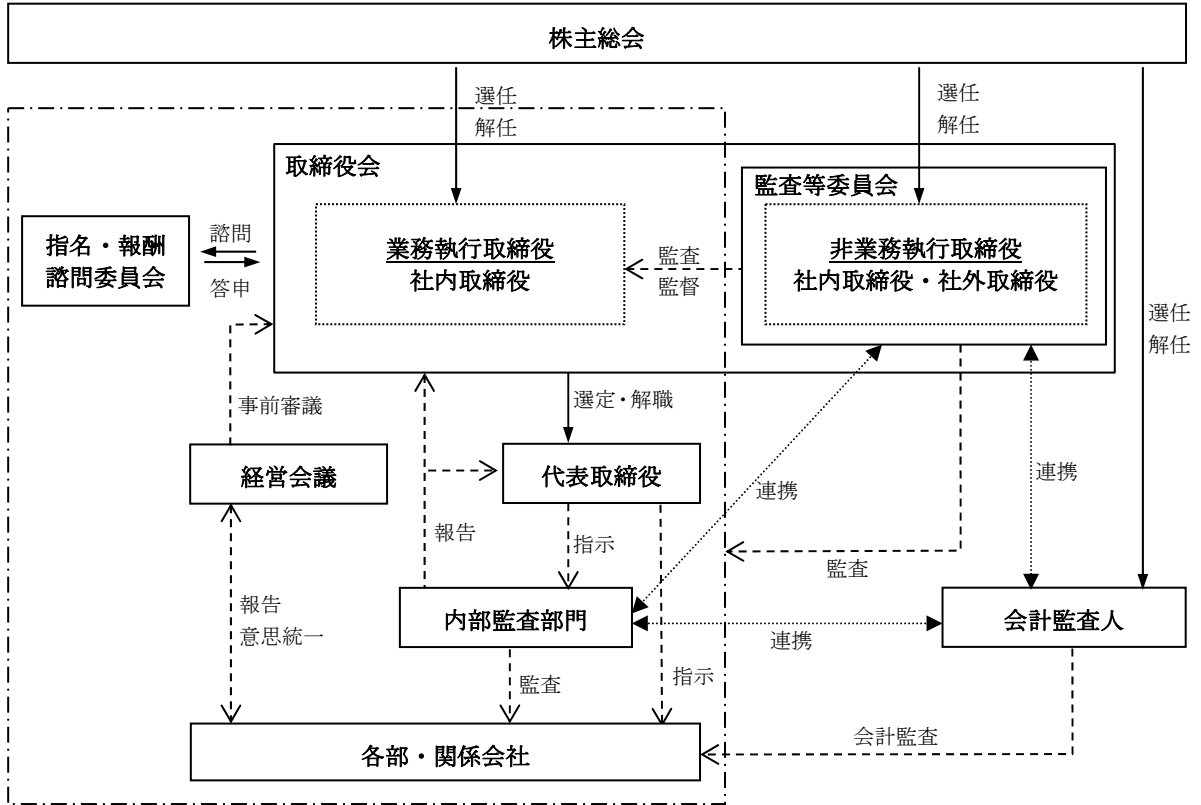 株主総会
選任
解任
選任
解任
取締役会
監査等委員会
指名・報酬
諮問委員会
諮問
答申
業務執行取締役
社内取締役
監査
監督
非業務執行取締役
社内取締役・社外取締役
選任
解任
事前審議
選定・解職
経営会議
代表取締役
連携
連携
報告
指示
監査
報告
意思統一
内部監査部門
連携
会計監査人
監査
指示
会計監査
各部・関係会社